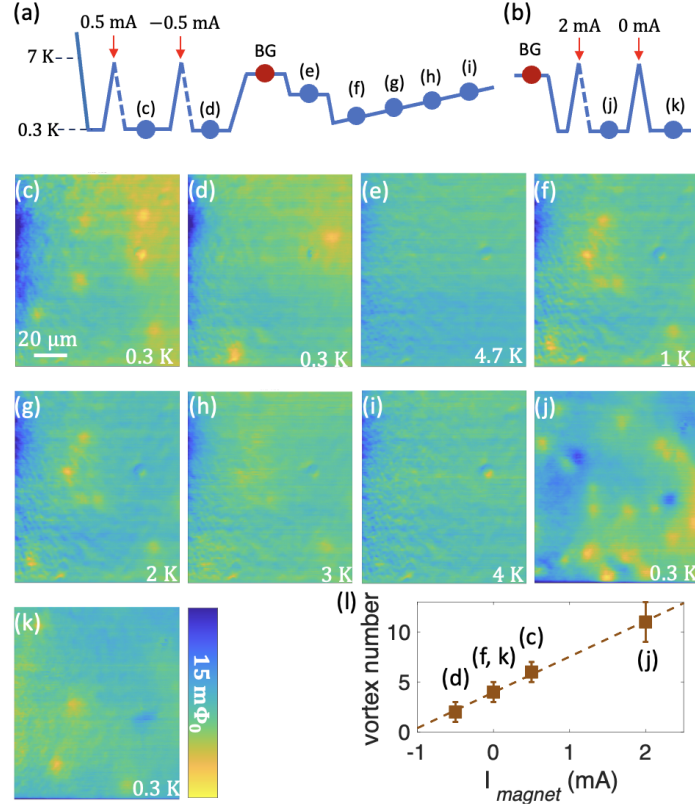 (a)
0.5 mA
−0.5 mA
7 K
0.3 K
(c)
(d)
BG
(e)
(f)
(g)
(h)
(i)
(b)
2 mA
0 mA
BG
(j)
(k)
(c)
20 μm
0.3 K
(d)
0.3 K
(e)
4.7 K
(f)
1 K
(g)
2 K
(h)
3 K
(i)
4 K
(j)
0.3 K
(k)
0.3 K
15 mΦ0
(l)
vortex number
10
5
0
(d)
(f, k)
(c)
(j)
-1
0
1
2
I magnet (mA)